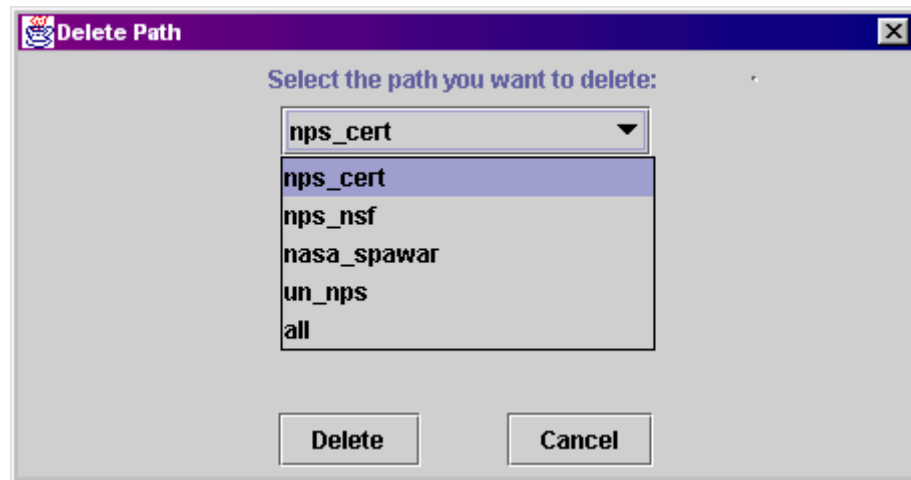 Delete Path
Select the path you want to delete:
nps_cert
nps_cert
nps_nsf
nasa_spawar
un_nps
all
Delete Cancel